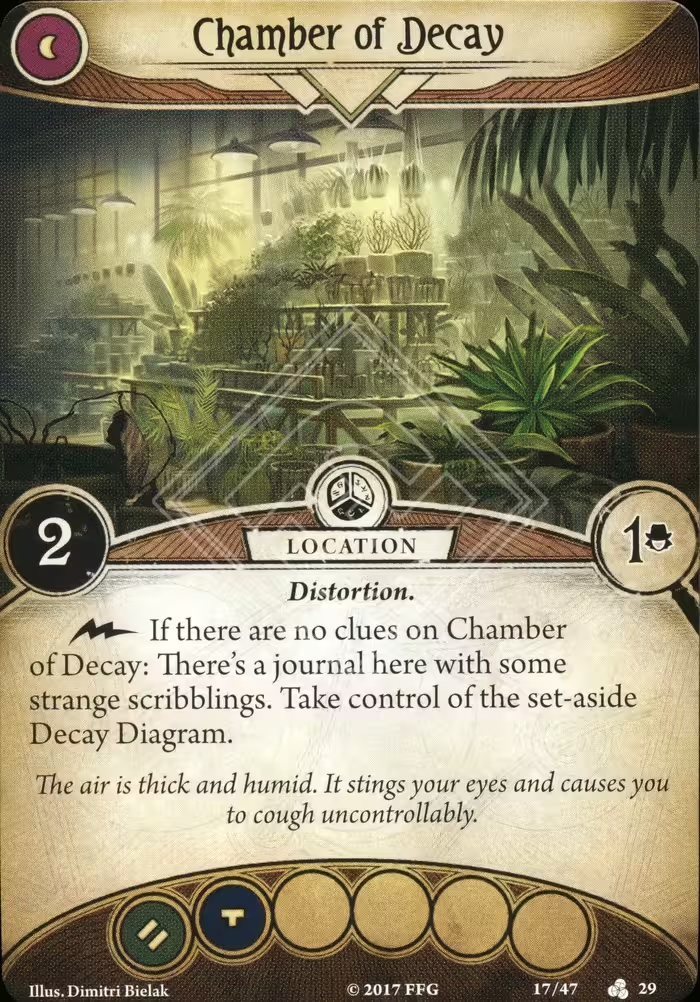 Chamber of Decay
2
LOCATION
1
Distortion.
If there are no clues on Chamber
of Decay: There's a journal here with some
strange scribblings. Take control of the set-aside
Decay Diagram.
The air is thick and humid. It stings your eyes and causes you
to cough uncontrollably.
Illus. Dimitri Bielak
© 2017 FFG
17/47
29